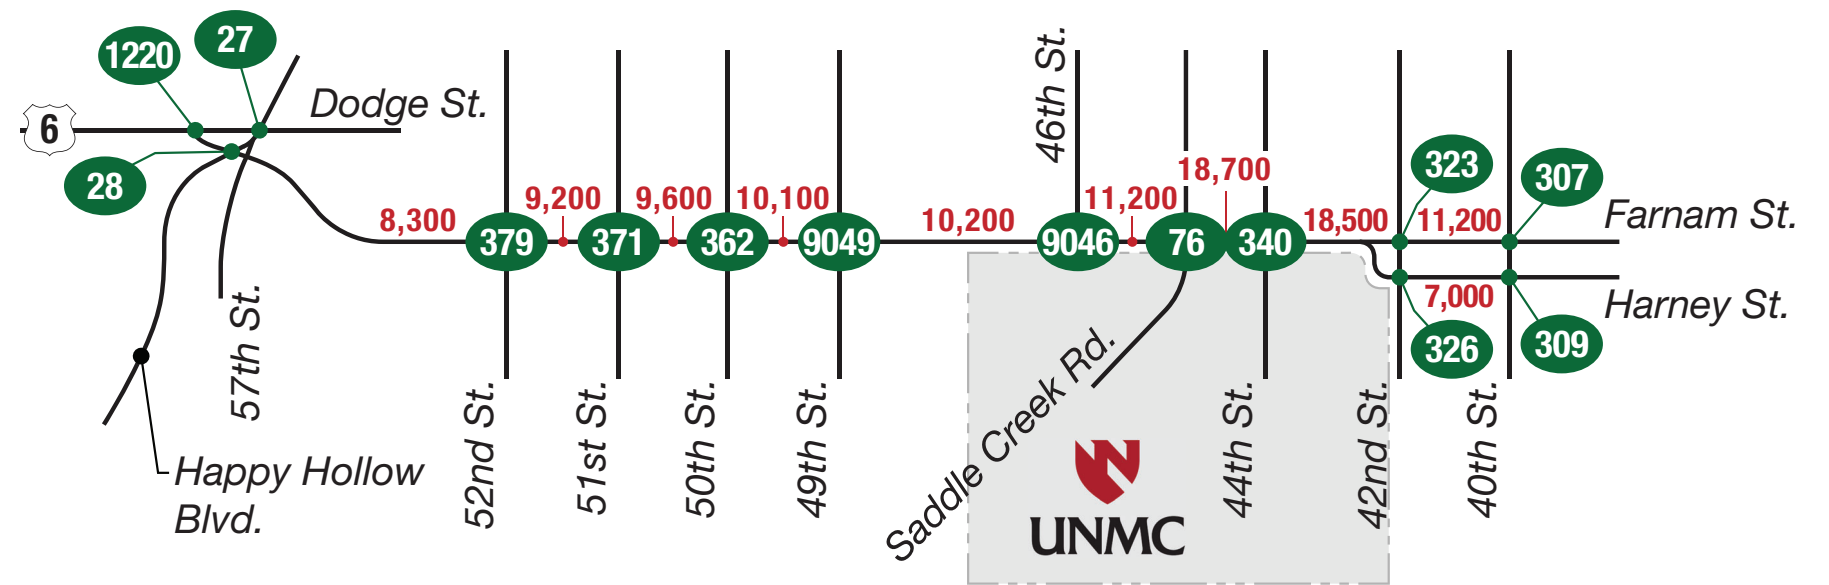 1220
27
Dodge St.
6
28
46th St.
323
307
18,700
9,200
9,600
10,100
11,200
8,300
10,200
18,500
11,200
Farnam St.
379
371
362
9049
9046
76
340
7,000
Harney St.
326
309
57th St.
Saddle Creek Rd.
52nd St.
51st St.
50th St.
49th St.
44th St.
42nd St.
40th St.
Happy Hollow
Blvd.
N
UNMC